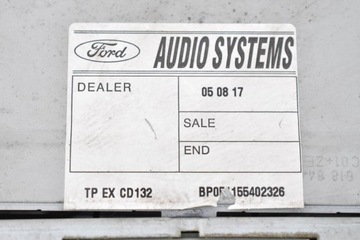 Ford AUDIO SYSTEMS
DEALER
05 08 17
SALE
END
TP EX CD132